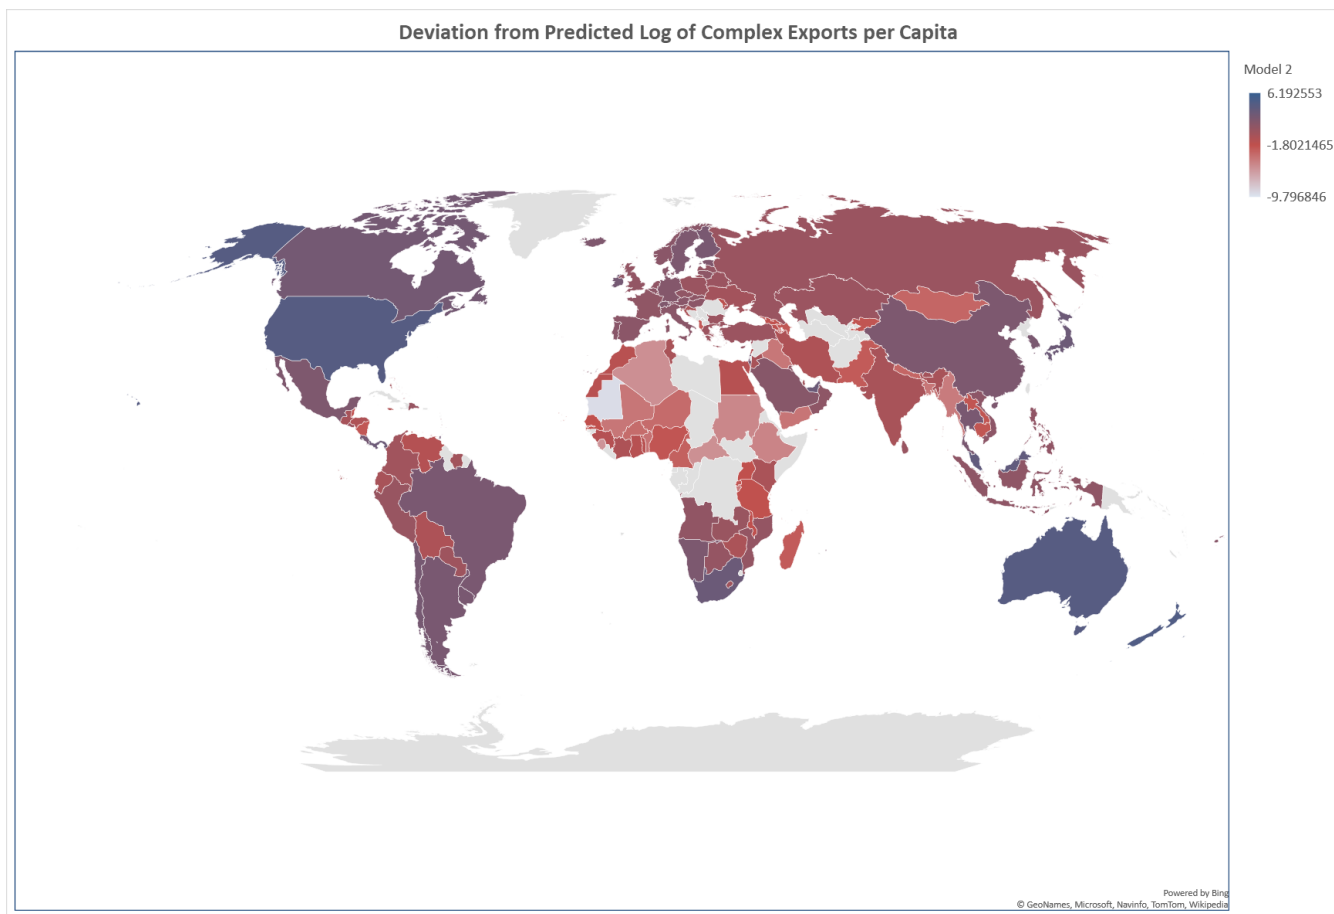 Deviation from Predicted Log of Complex Exports per Capita
Model 2
6.192553
-1.8021465
-9.796846
Powered by Bing
© GeoNames, Microsoft, Navinfo, TomTom, Wikipedia